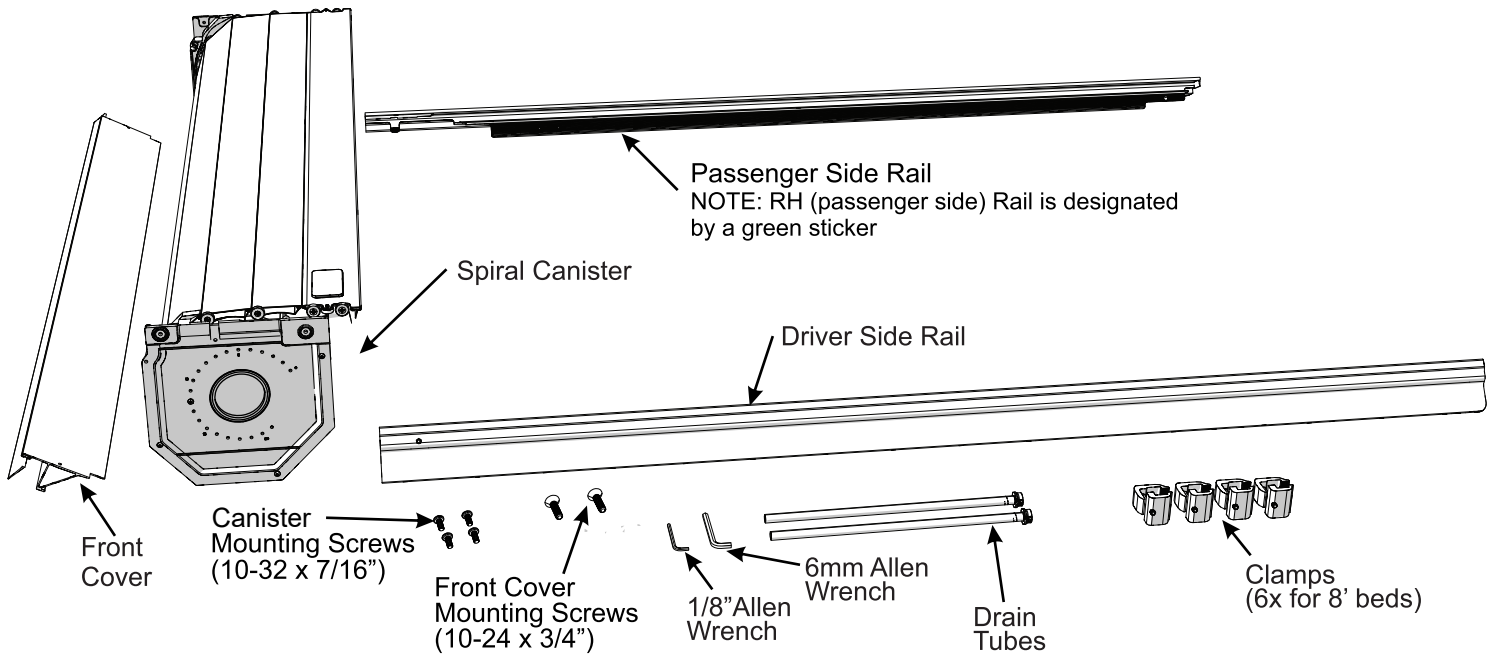 Passenger Side Rail
NOTE: RH (passenger side) Rail is designated
by a green sticker
Spiral Canister
Driver Side Rail
Front
Cover
Canister
Mounting Screws
(10-32 x 7/16”)
Front Cover
Mounting Screws
(10-24 x 3/4”)
1/8”Allen
Wrench
6mm Allen
Wrench
Drain
Tubes
Clamps
(6x for 8’ beds)